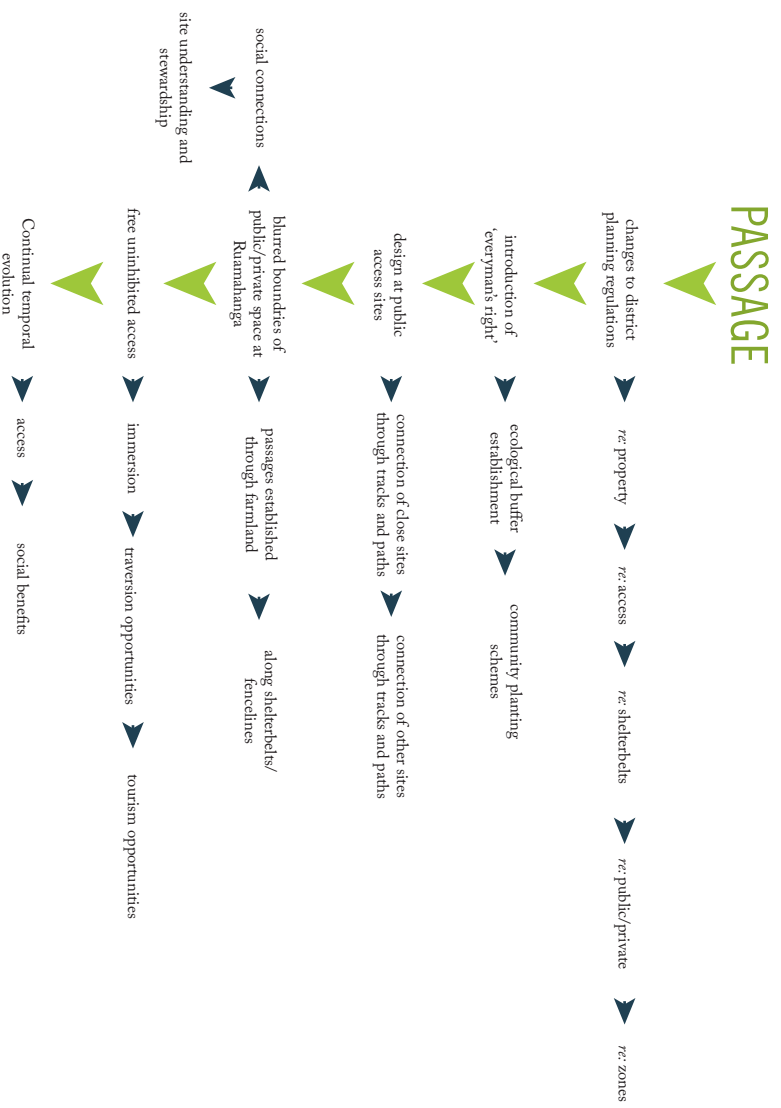 PASSAGE
changes to district
planning regulations
re: property
re: access
re: shelterbelts
re: public/private
re: zones
introduction of
'everyman's right'
ecological buffer
establishment
community planting
schemes
design at public
access sites
connection of close sites
through tracks and paths
connection of other sites
through tracks and paths
social connections
site understanding and
stewardship
blurred boundries of
public/private space at
Ruamahanga
passages established
through farmland
along shelterbelts/
fencelines
free uninhibited access
immersion
traversion opportunities
tourism opportunities
Continual temporal
evolution
access
social benefits